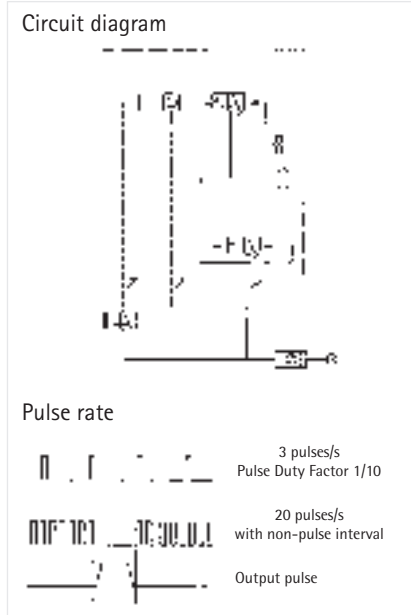 Circuit diagram
Pulse rate
3 pulses/s
Pulse Duty Factor 1/10
20 pulses/s
with non-pulse interval
Output pulse